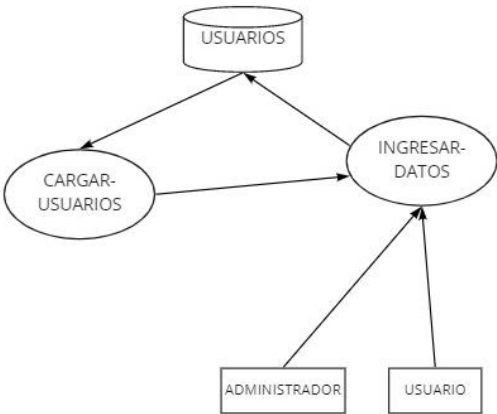 USUARIOS
INGRESAR-
DATOS
CARGAR-
USUARIOS
ADMINISTRADOR
USUARIO